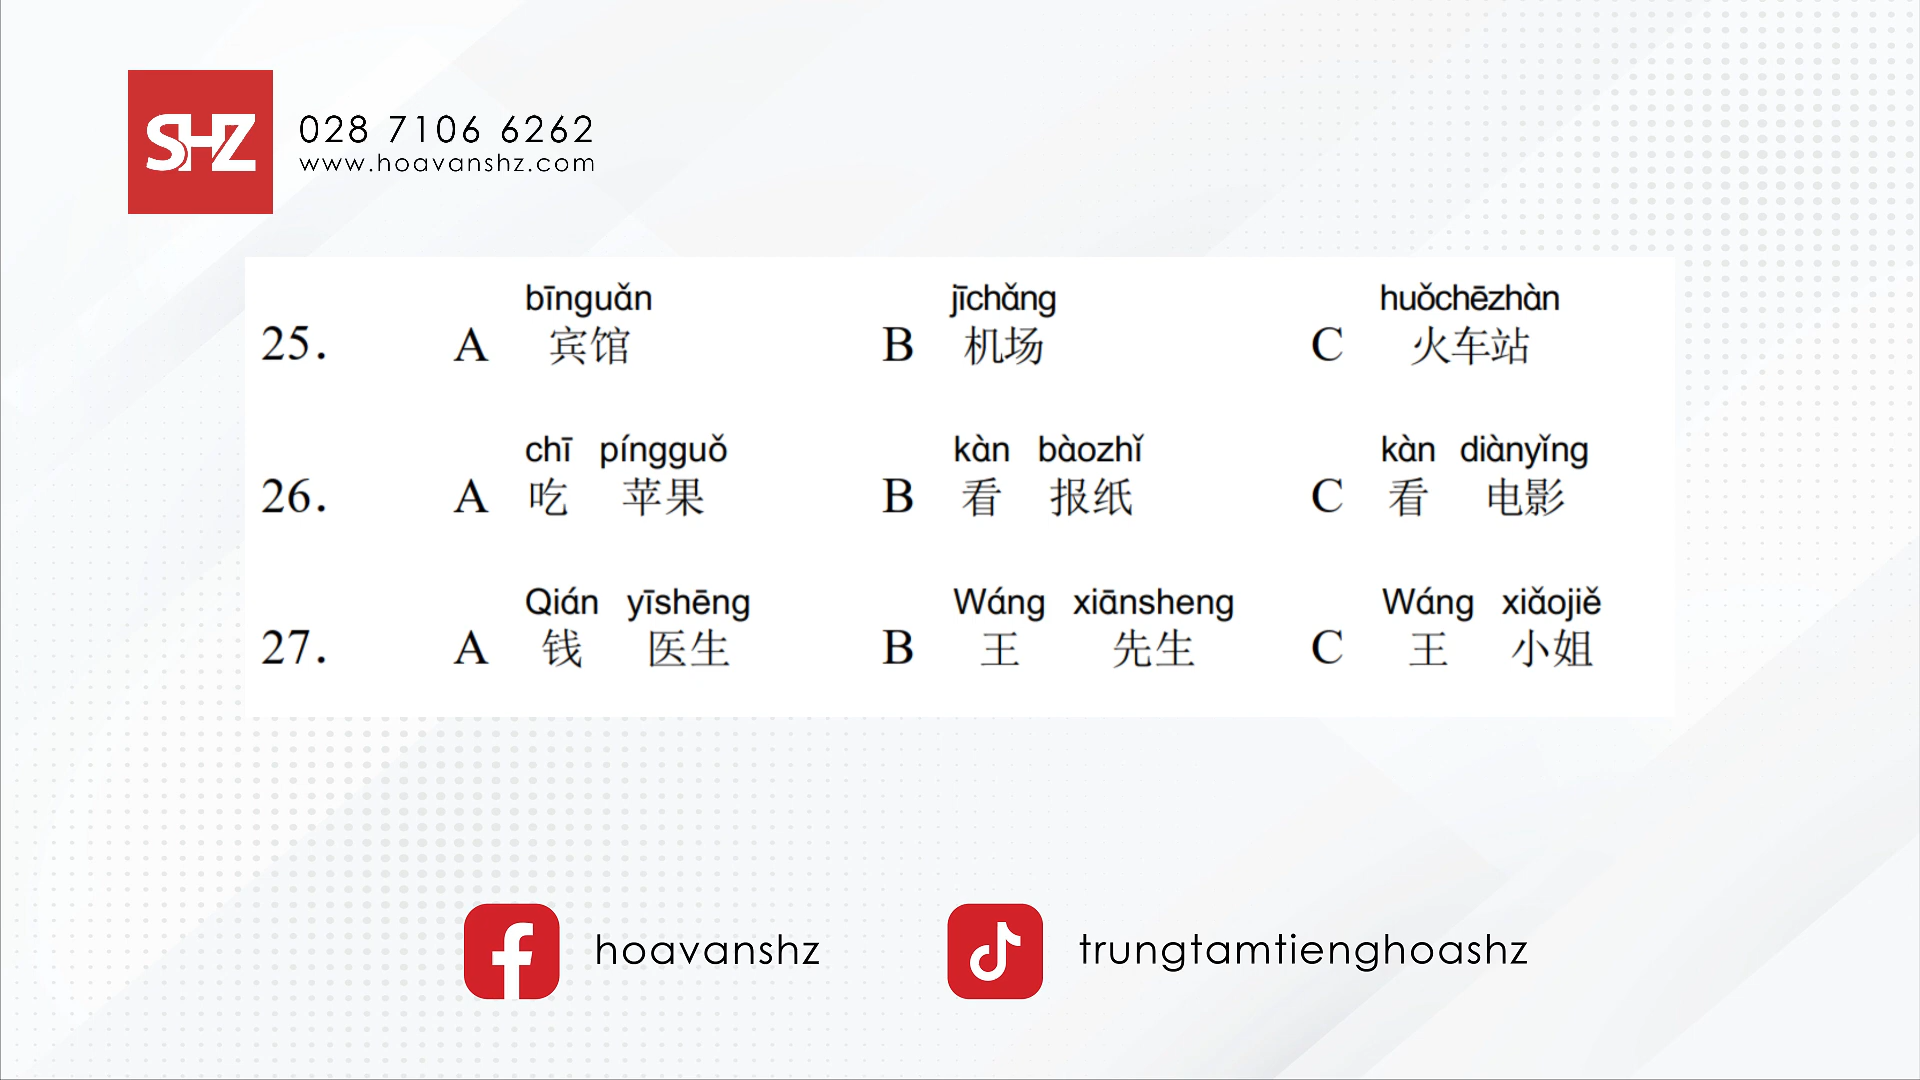 SHZ
028 7106 6262
www.hoavanshz.com
bīnguǎn jīchǎng huǒchēzhàn
25. A 宾馆 B 机场 C 火车站
chī píngguǒ kàn bàozhǐ kàn diànyǐng
26. A 吃 苹果 B 看 报纸 C 看 电影
Qián yīshēng Wáng xiānsheng Wáng xiǎojiě
27. A 钱 医生 B 王 先生 C 王 小姐
hoavanshz trungtamtienghoashz